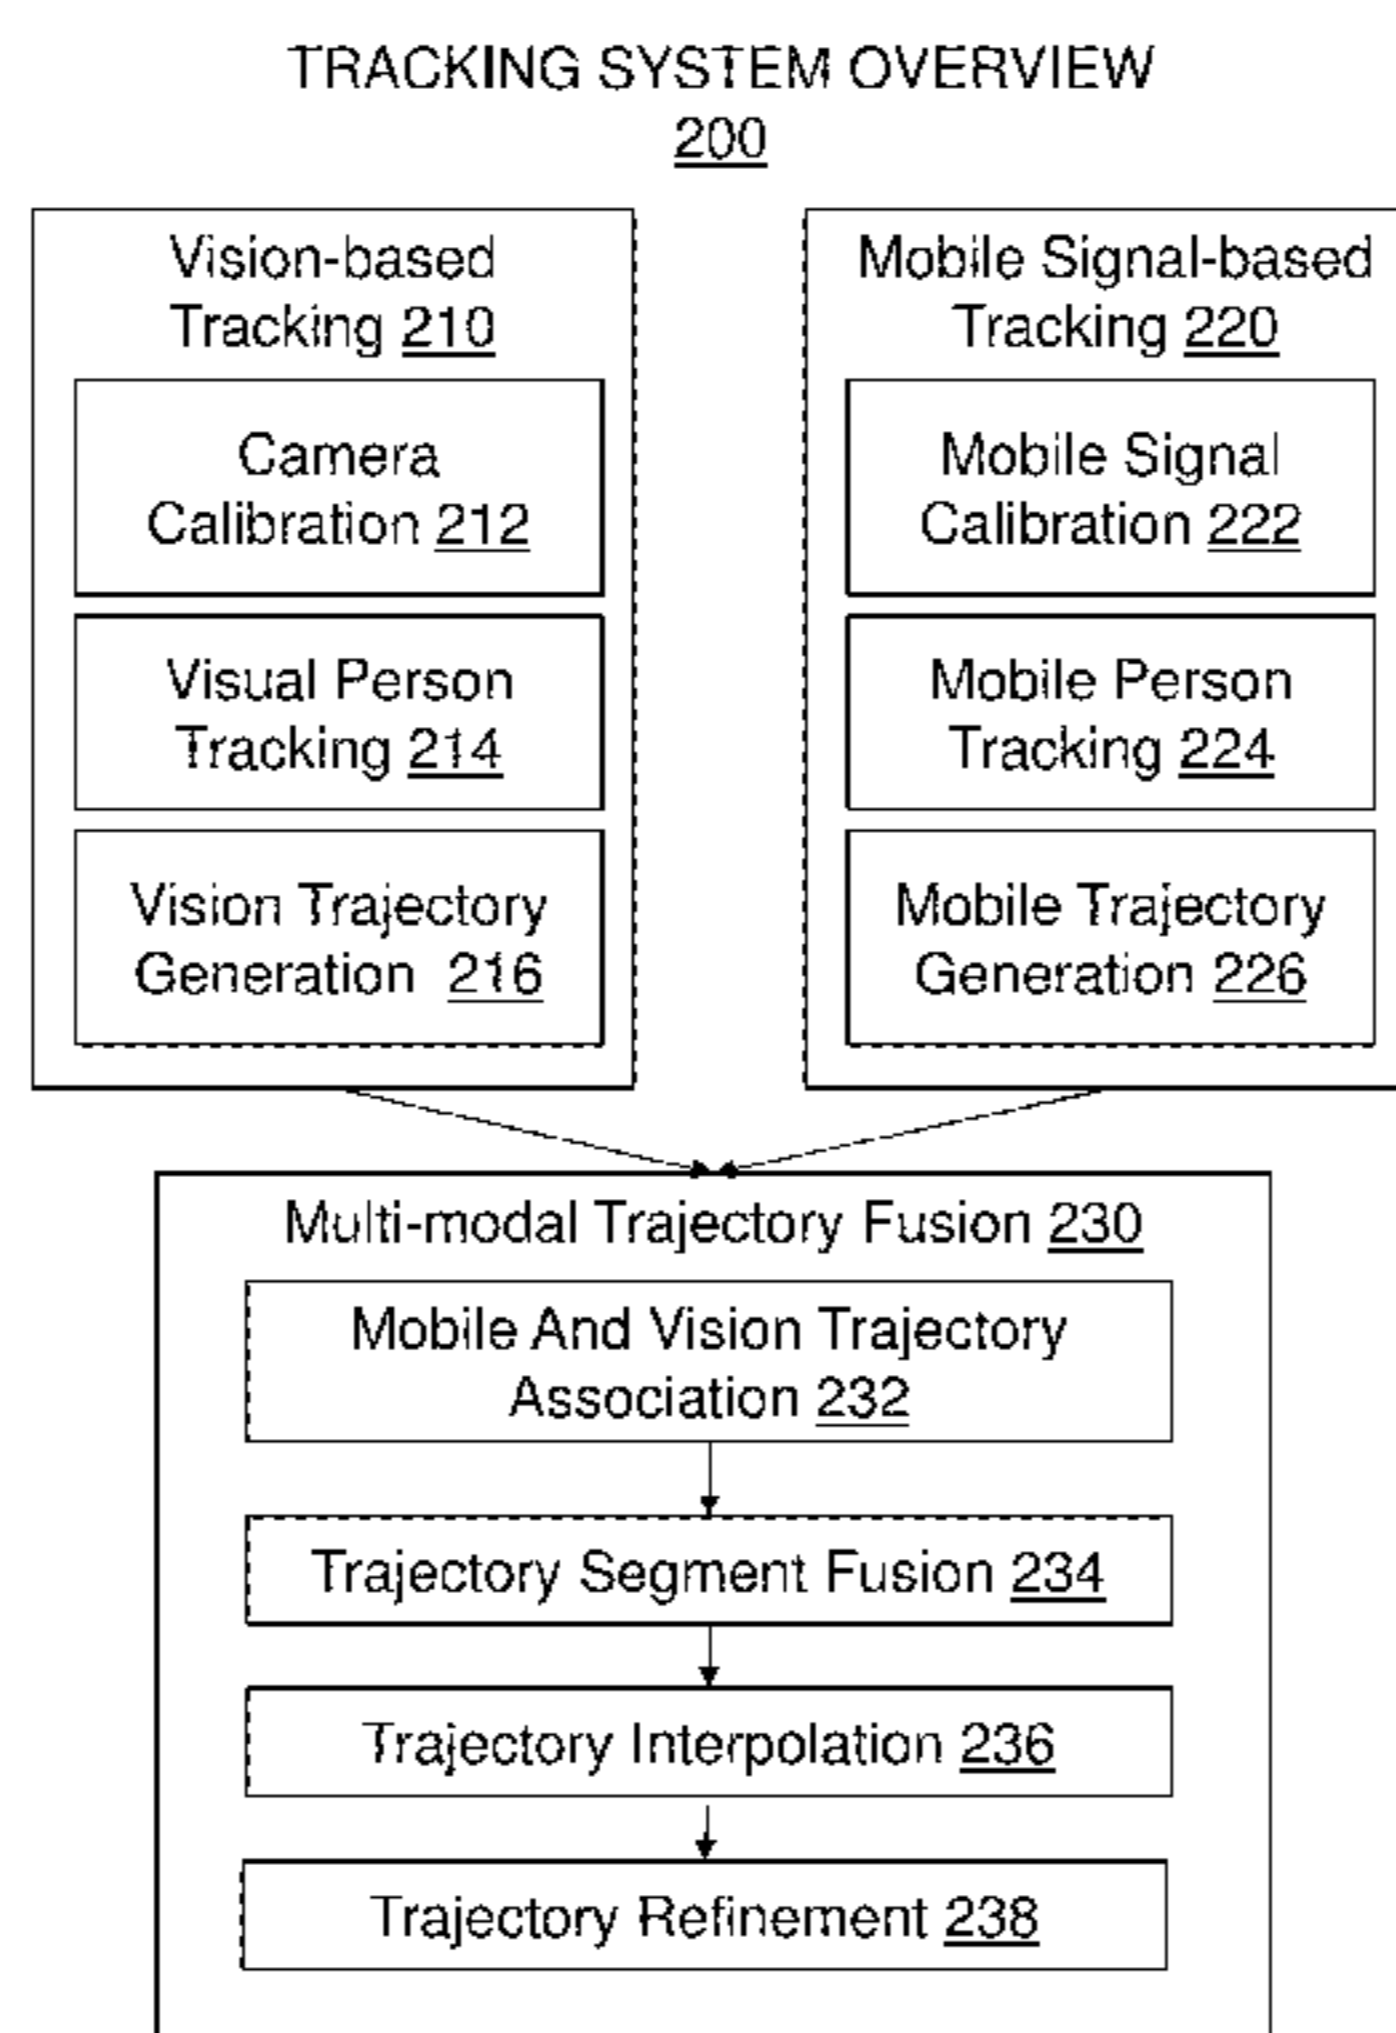 TRACKING SYSTEM OVERVIEW
200
Vision-based
Tracking 210
Camera
Calibration 212
Visual Person
Tracking 214
Vision Trajectory
Generation 216
Mobile Signal-based
Tracking 220
Mobile Signal
Calibration 222
Mobile Person
Tracking 224
Mobile Trajectory
Generation 226
Multi-modal Trajectory Fusion 230
Mobile And Vision Trajectory
Association 232
Trajectory Segment Fusion 234
Trajectory Interpolation 236
Trajectory Refinement 238